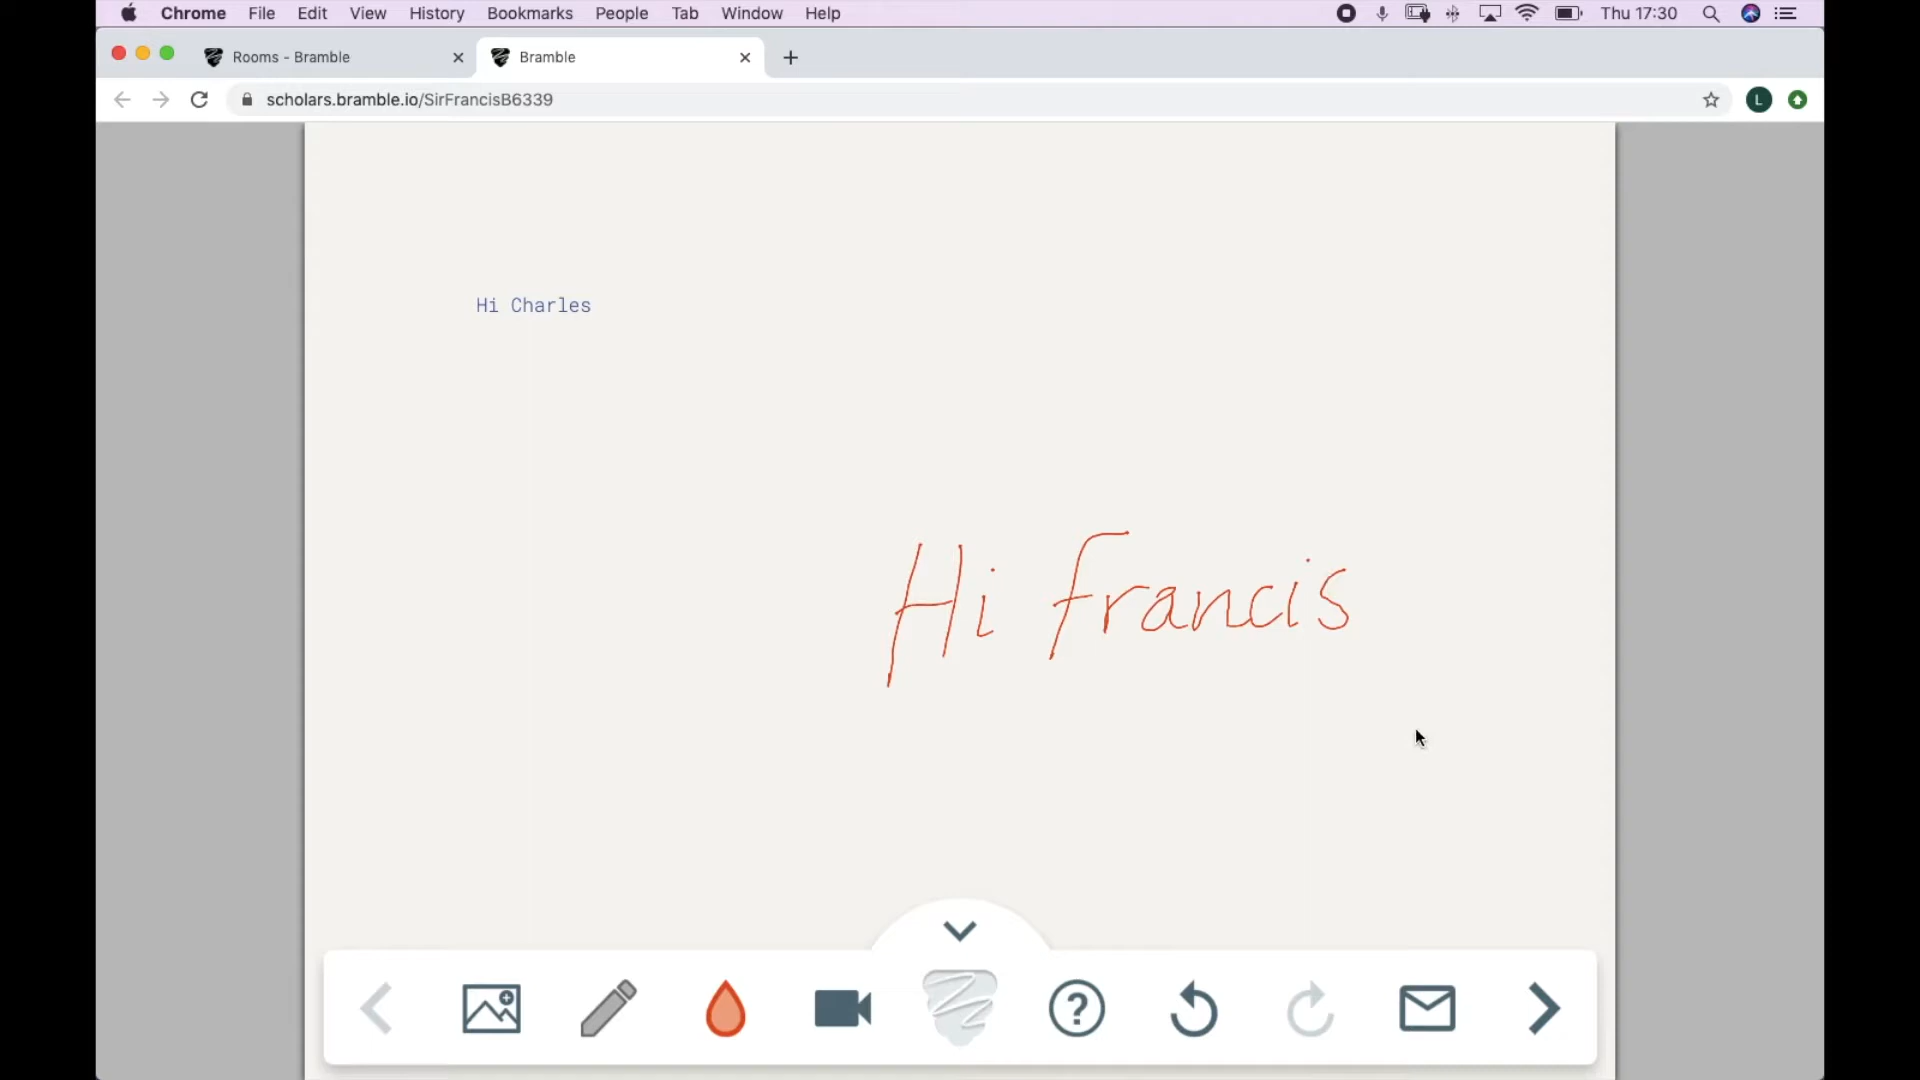 Chrome File Edit View History Bookmarks People Tab Window Help Thu 17:30
Rooms - Bramble Bramble
scholars.bramble.io/SirFrancisB6339 L
Hi Charles
Hi Francis